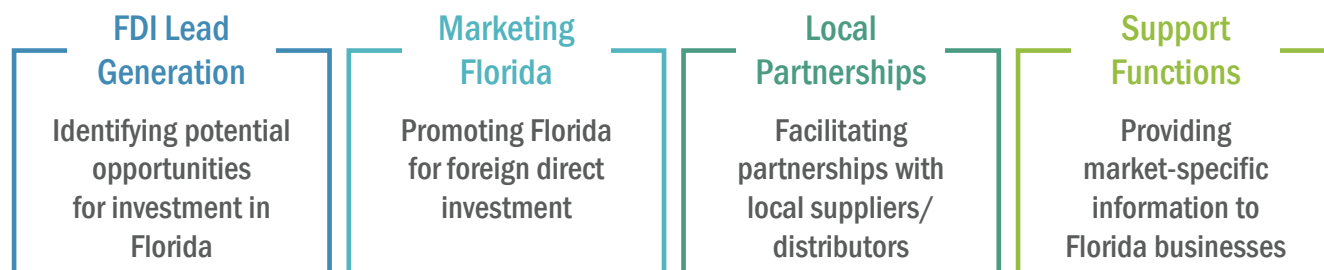 FDI Lead
Generation
Identifying potential
opportunities
for investment in
Florida
Marketing
Florida
Promoting Florida
for foreign direct
investment
Local
Partnerships
Facilitating
partnerships with
local suppliers/
distributors
Support
Functions
Providing
market-specific
information to
Florida businesses